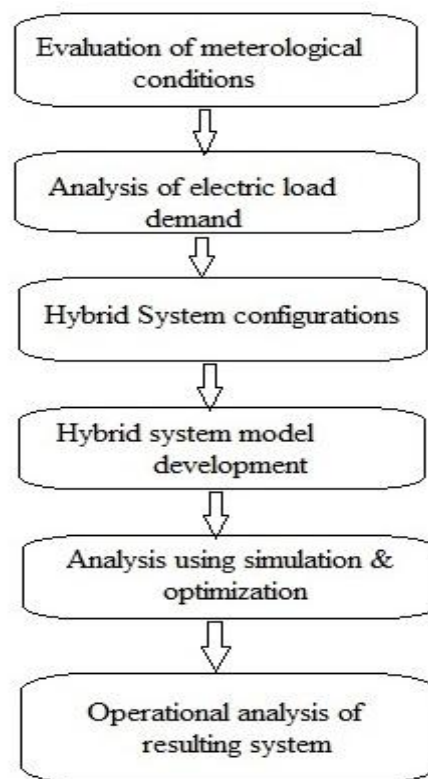 Evaluation of meterological
conditions
Analysis of electric load
demand
Hybrid System configurations
Hybrid system model
development
Analysis using simulation &
optimization
Operational analysis of
resulting system